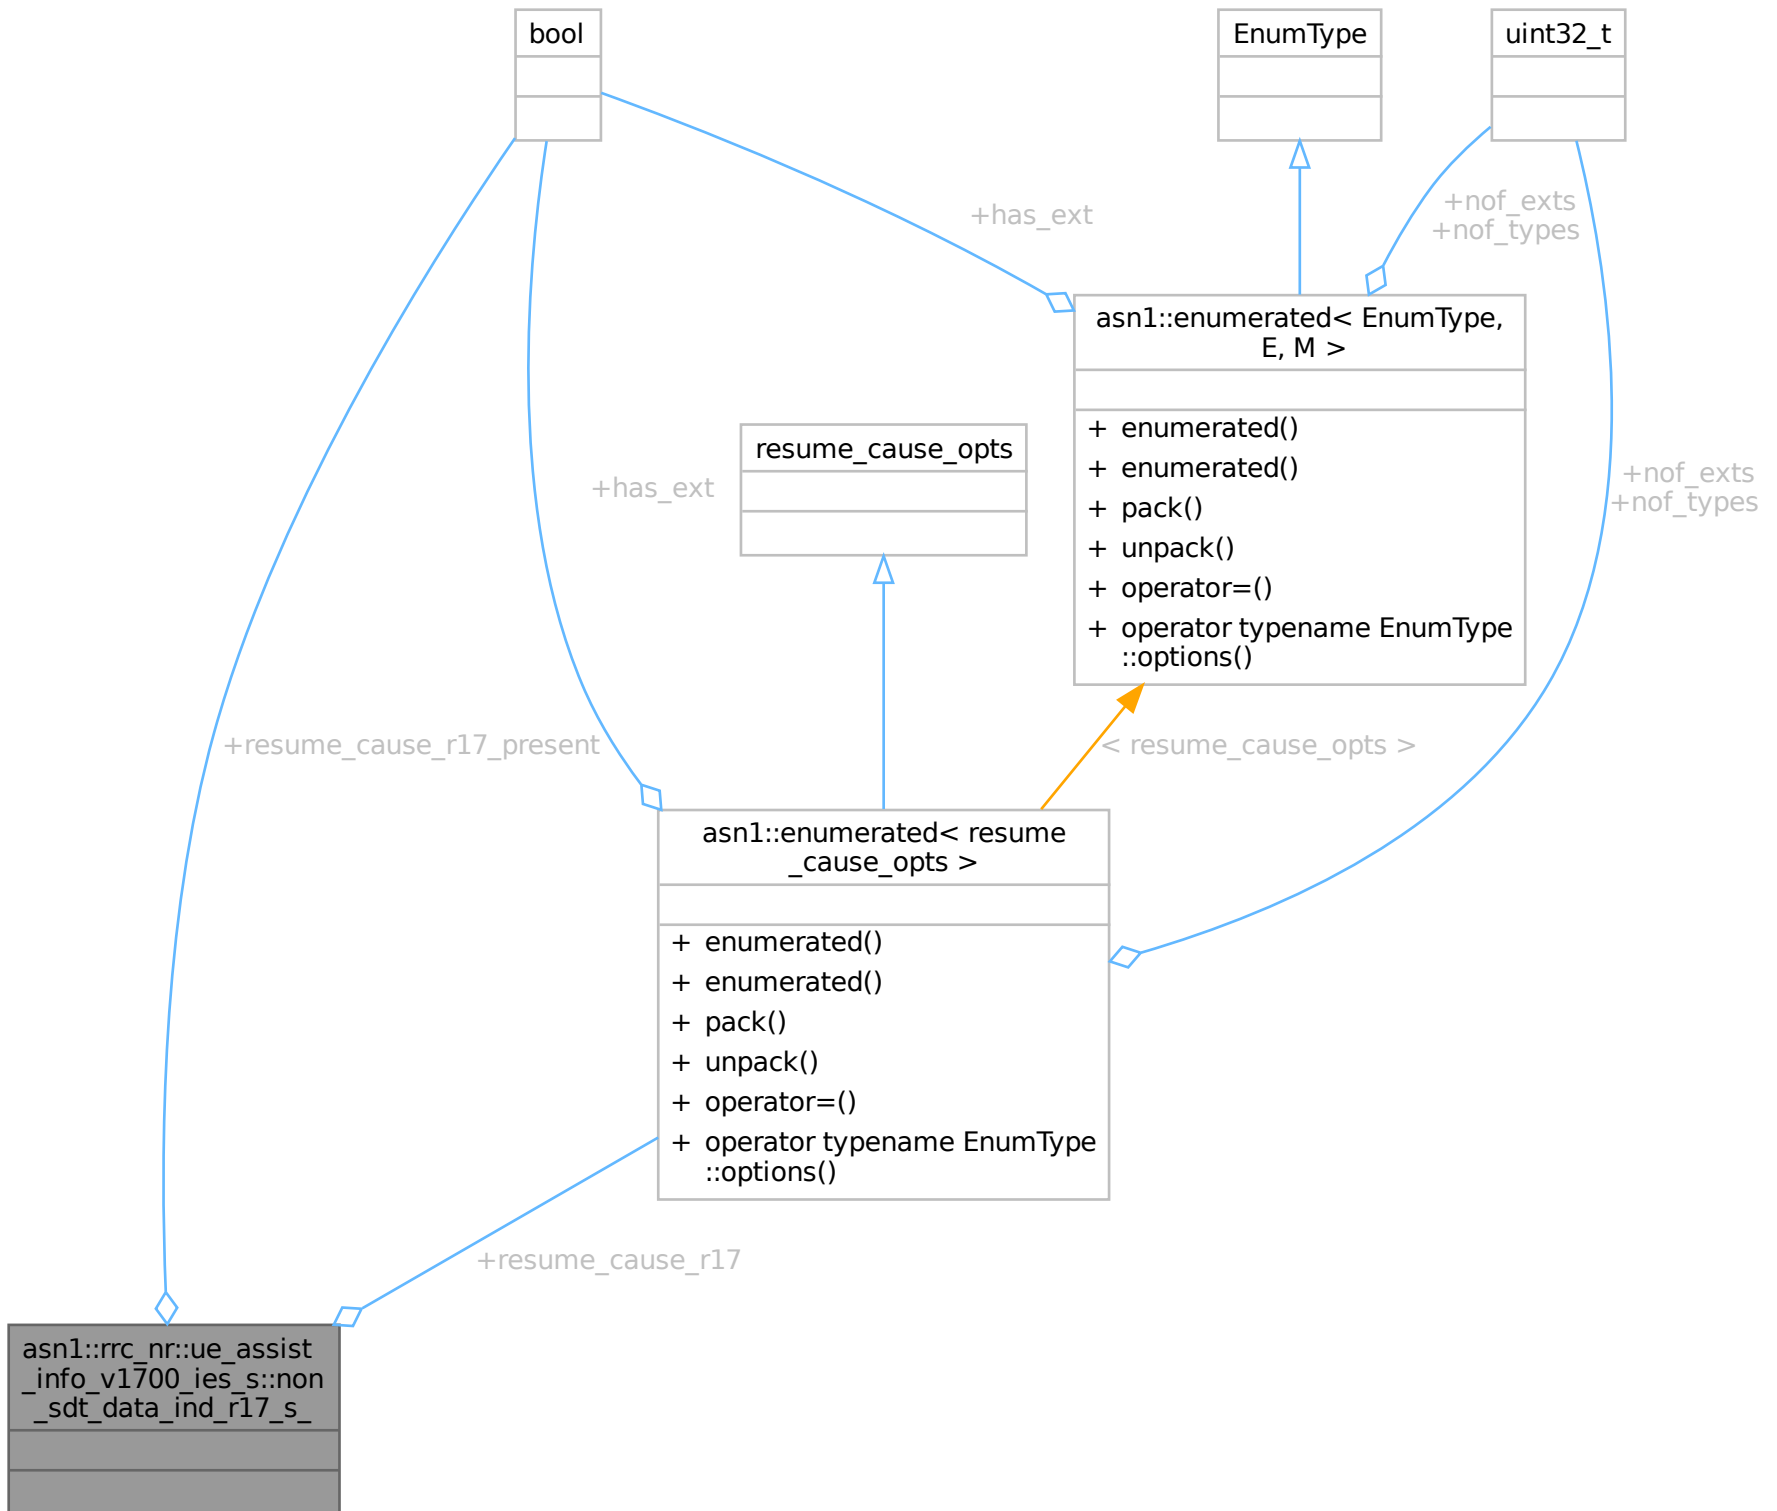 bool
EnumType
uint32_t
+has_ext
+nof_exts
+nof_types
asn1::enumerated< EnumType,
E, M >
+ enumerated()
+ enumerated()
+ pack()
+ unpack()
+ operator=()
+ operator typename EnumType
::options()
resume_cause_opts
+has_ext
+nof_exts
+nof_types
+resume_cause_r17_present
< resume_cause_opts >
asn1::enumerated< resume
_cause_opts >
+ enumerated()
+ enumerated()
+ pack()
+ unpack()
+ operator=()
+ operator typename EnumType
::options()
+resume_cause_r17
asn1::rrc_nr::ue_assist
_info_v1700_ies_s::non
_sdt_data_ind_r17_s_